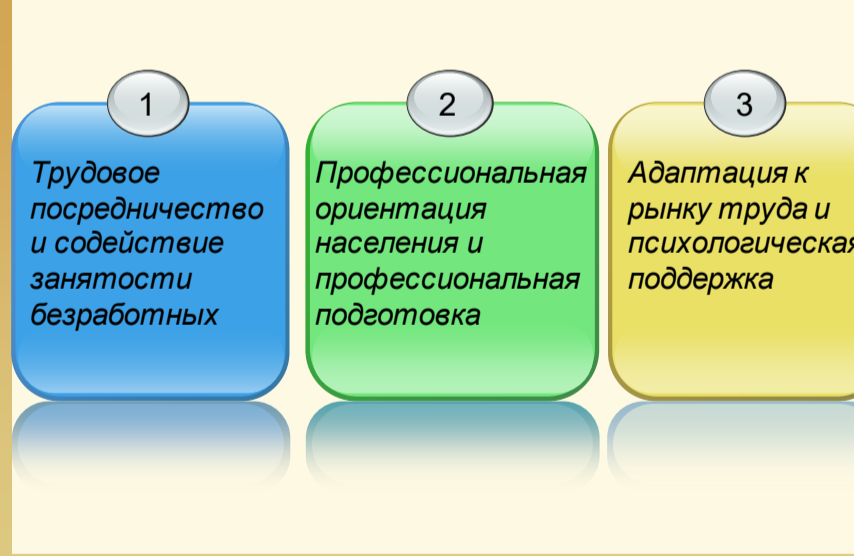 1
Трудовое
посредничество
и содействие
занятости
безработных
2
Профессиональная
ориентация
населения и
профессиональная
подготовка
3
Адаптация к
рынку труда и
психологическая
поддержка